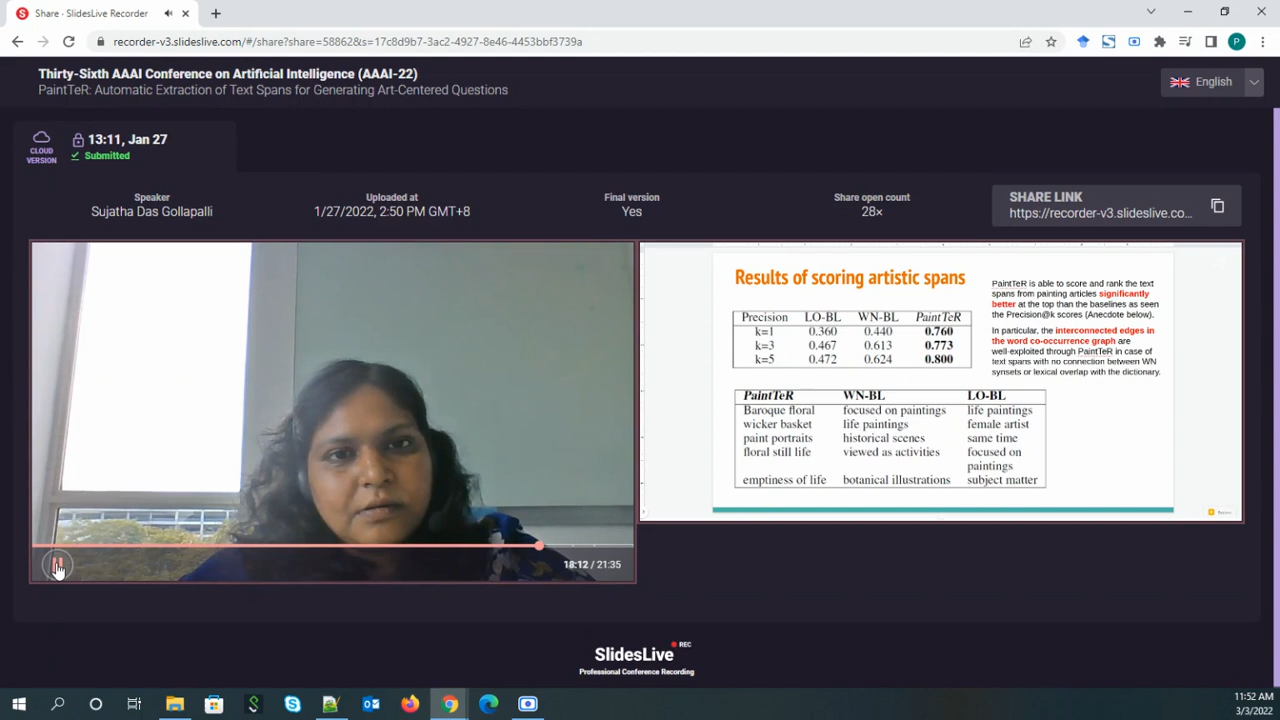 Share - SlidesLive Recorder
recorder-v3.slideslive.com/#/share?share=58862&s=17c8d9b7-3ac2-4927-8e46-4453bbf3739a
P
Thirty-Sixth AAAI Conference on Artificial Intelligence (AAAI-22)
PaintTeR: Automatic Extraction of Text Spans for Generating Art-Centered Questions
English
CLOUD
VERSION
13:11, Jan 27
Submitted
Speaker
Sujatha Das Gollapalli
Uploaded at
1/27/2022, 2:50 PM GMT+8
Final version
Yes
Share open count
28×
SHARE LINK
https://recorder-v3.slideslive.co...
Results of scoring artistic spans
Precision LO-BL WN-BL PaintTeR
k=1 0.360 0.440 0.760
k=3 0.467 0.613 0.773
k=5 0.472 0.624 0.800
PaintTeR is able to score and rank the text
spans from painting articles significantly
better at the top than the baselines as seen
the Precision@k scores (Anecdote below).
In particular, the interconnected edges in
the word co-occurrence graph are
well-exploited through PaintTeR in case of
text spans with no connection between WN
synsets or lexical overlap with the dictionary.
PaintTeR WN-BL LO-BL
Baroque floral focused on paintings life paintings
wicker basket life paintings female artist
paint portraits historical scenes same time
floral still life viewed as activities focused on
paintings
emptiness of life botanical illustrations subject matter
18:12 / 21:35
SlidesLive REC
Professional Conference Recording
11:52 AM
3/3/2022